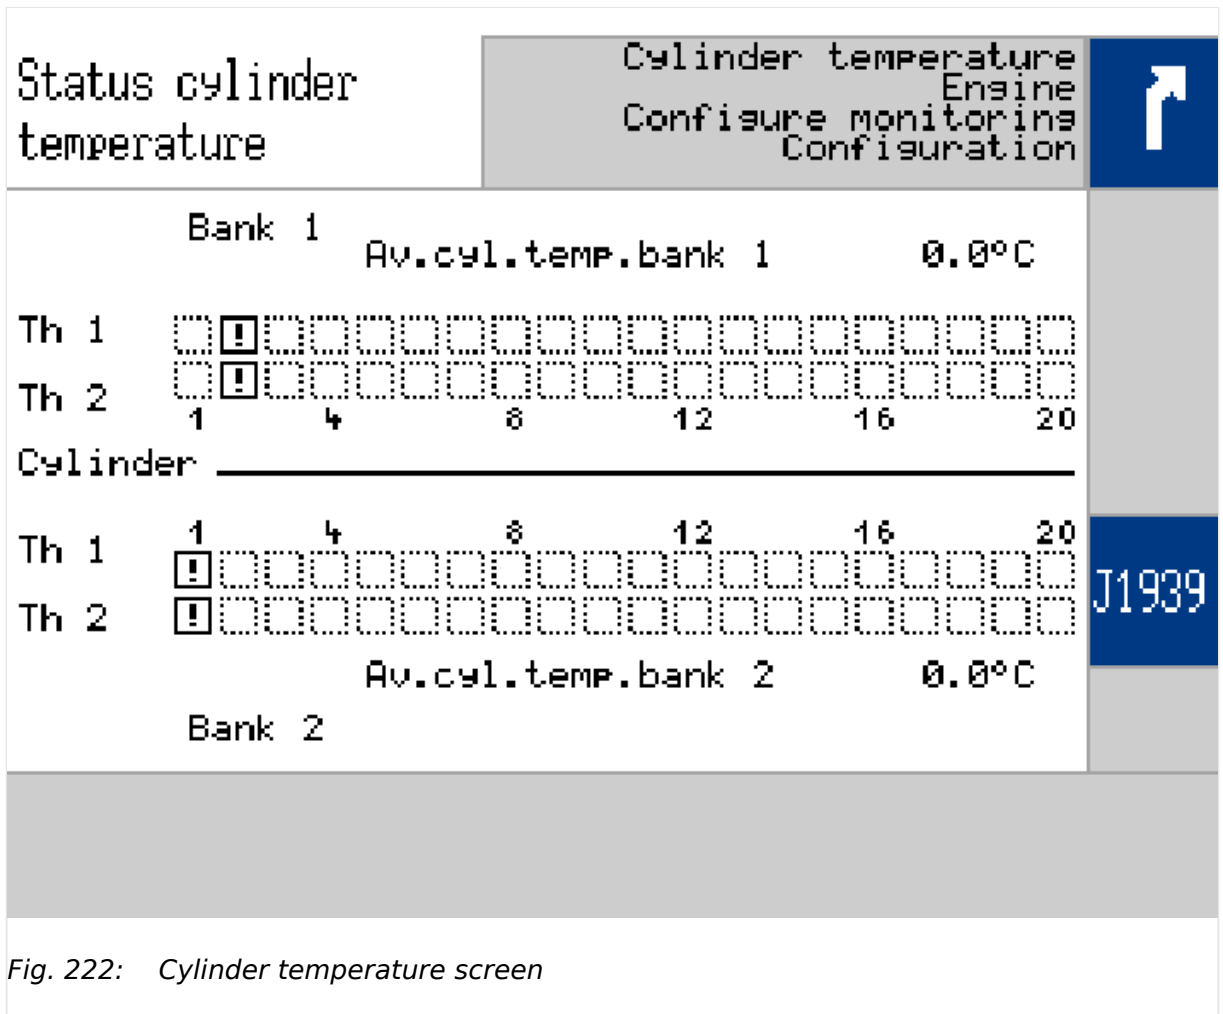 Status cylinder
temperature
Cylinder temperature
Engine
Configure monitoring
Configuration
Bank 1
Av.cyl.temp.bank 1 0.0°C
Th 1 ! 
Th 2 ! 
1 4 8 12 16 20
Cylinder
1 4 8 12 16 20
Th 1 ! 
Th 2 ! 
J1939
Av.cyl.temp.bank 2 0.0°C
Bank 2
Fig. 222: Cylinder temperature screen